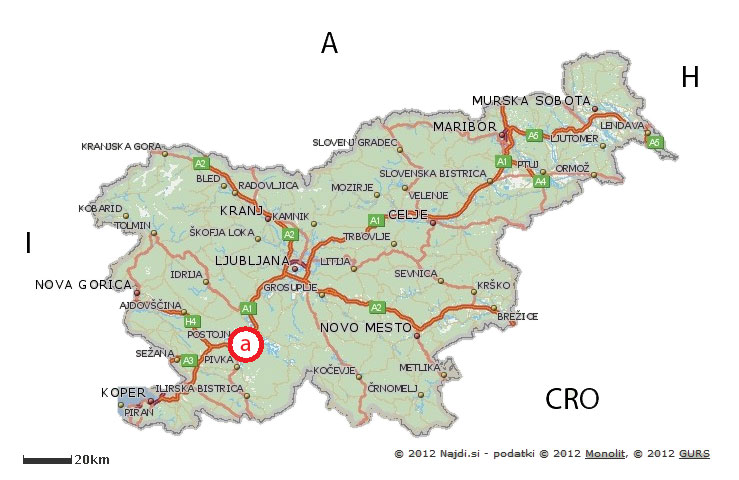 A
H
MURSKA SOBOTA
MARIBOR
A5
LENDAVA
LJUTOMER
A5
SLOVENJ GRADEC
KRANJSKA GORA
A2
A1
PTUJ
ORMOŽ
SLOVENSKA BISTRICA
A4
BLED
RADOVLJICA
MOZIRJE
VELENJE
KOBARID
KRANJ
KAMNIK
A1
CELJE
TOLMIN
ŠKOFJA LOKA
A2
TRBOVLJE
I
LJUBLJANA
LITIJA
IDRIJA
SEVNICA
NOVA GORICA
GROSUPLJE
KRŠKO
AJDOVŠČINA
A1
A2
BREŽICE
H4
NOVO MESTO
POSTOJN
a
SEŽANA
A3
PIVKA
KOČEVJE
METLIKA
KOPER
ILIRSKA BISTRICA
ČRNOMELJ
PIRAN
CRO
20km
© 2012 Najdi.si - podatki © 2012 Monolit, © 2012 GURS